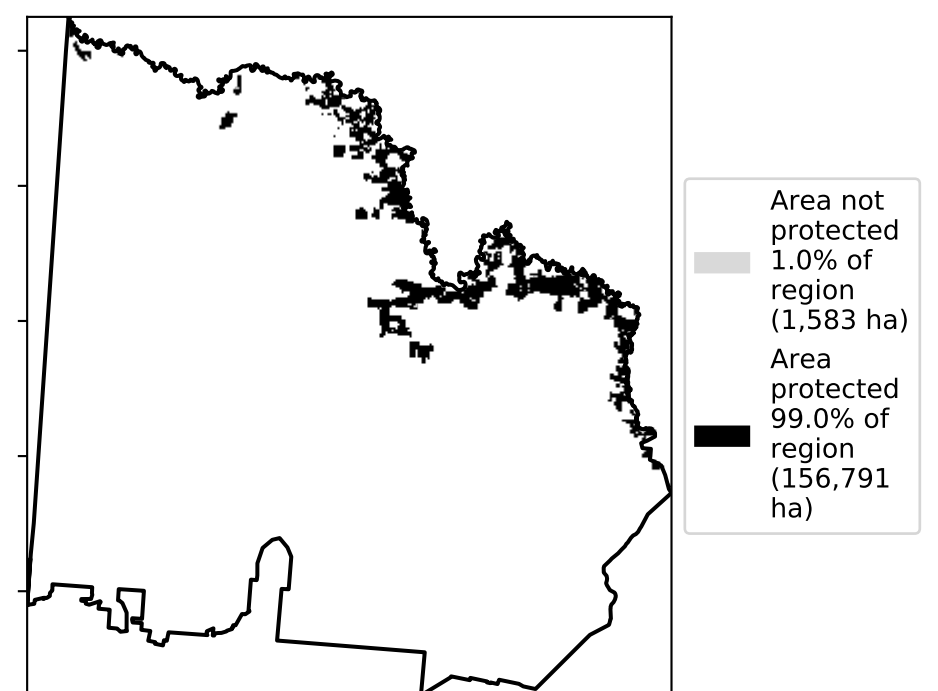 Area not
protected
1.0% of
region
(1,583 ha)
Area
protected
99.0% of
region
(156,791
ha)